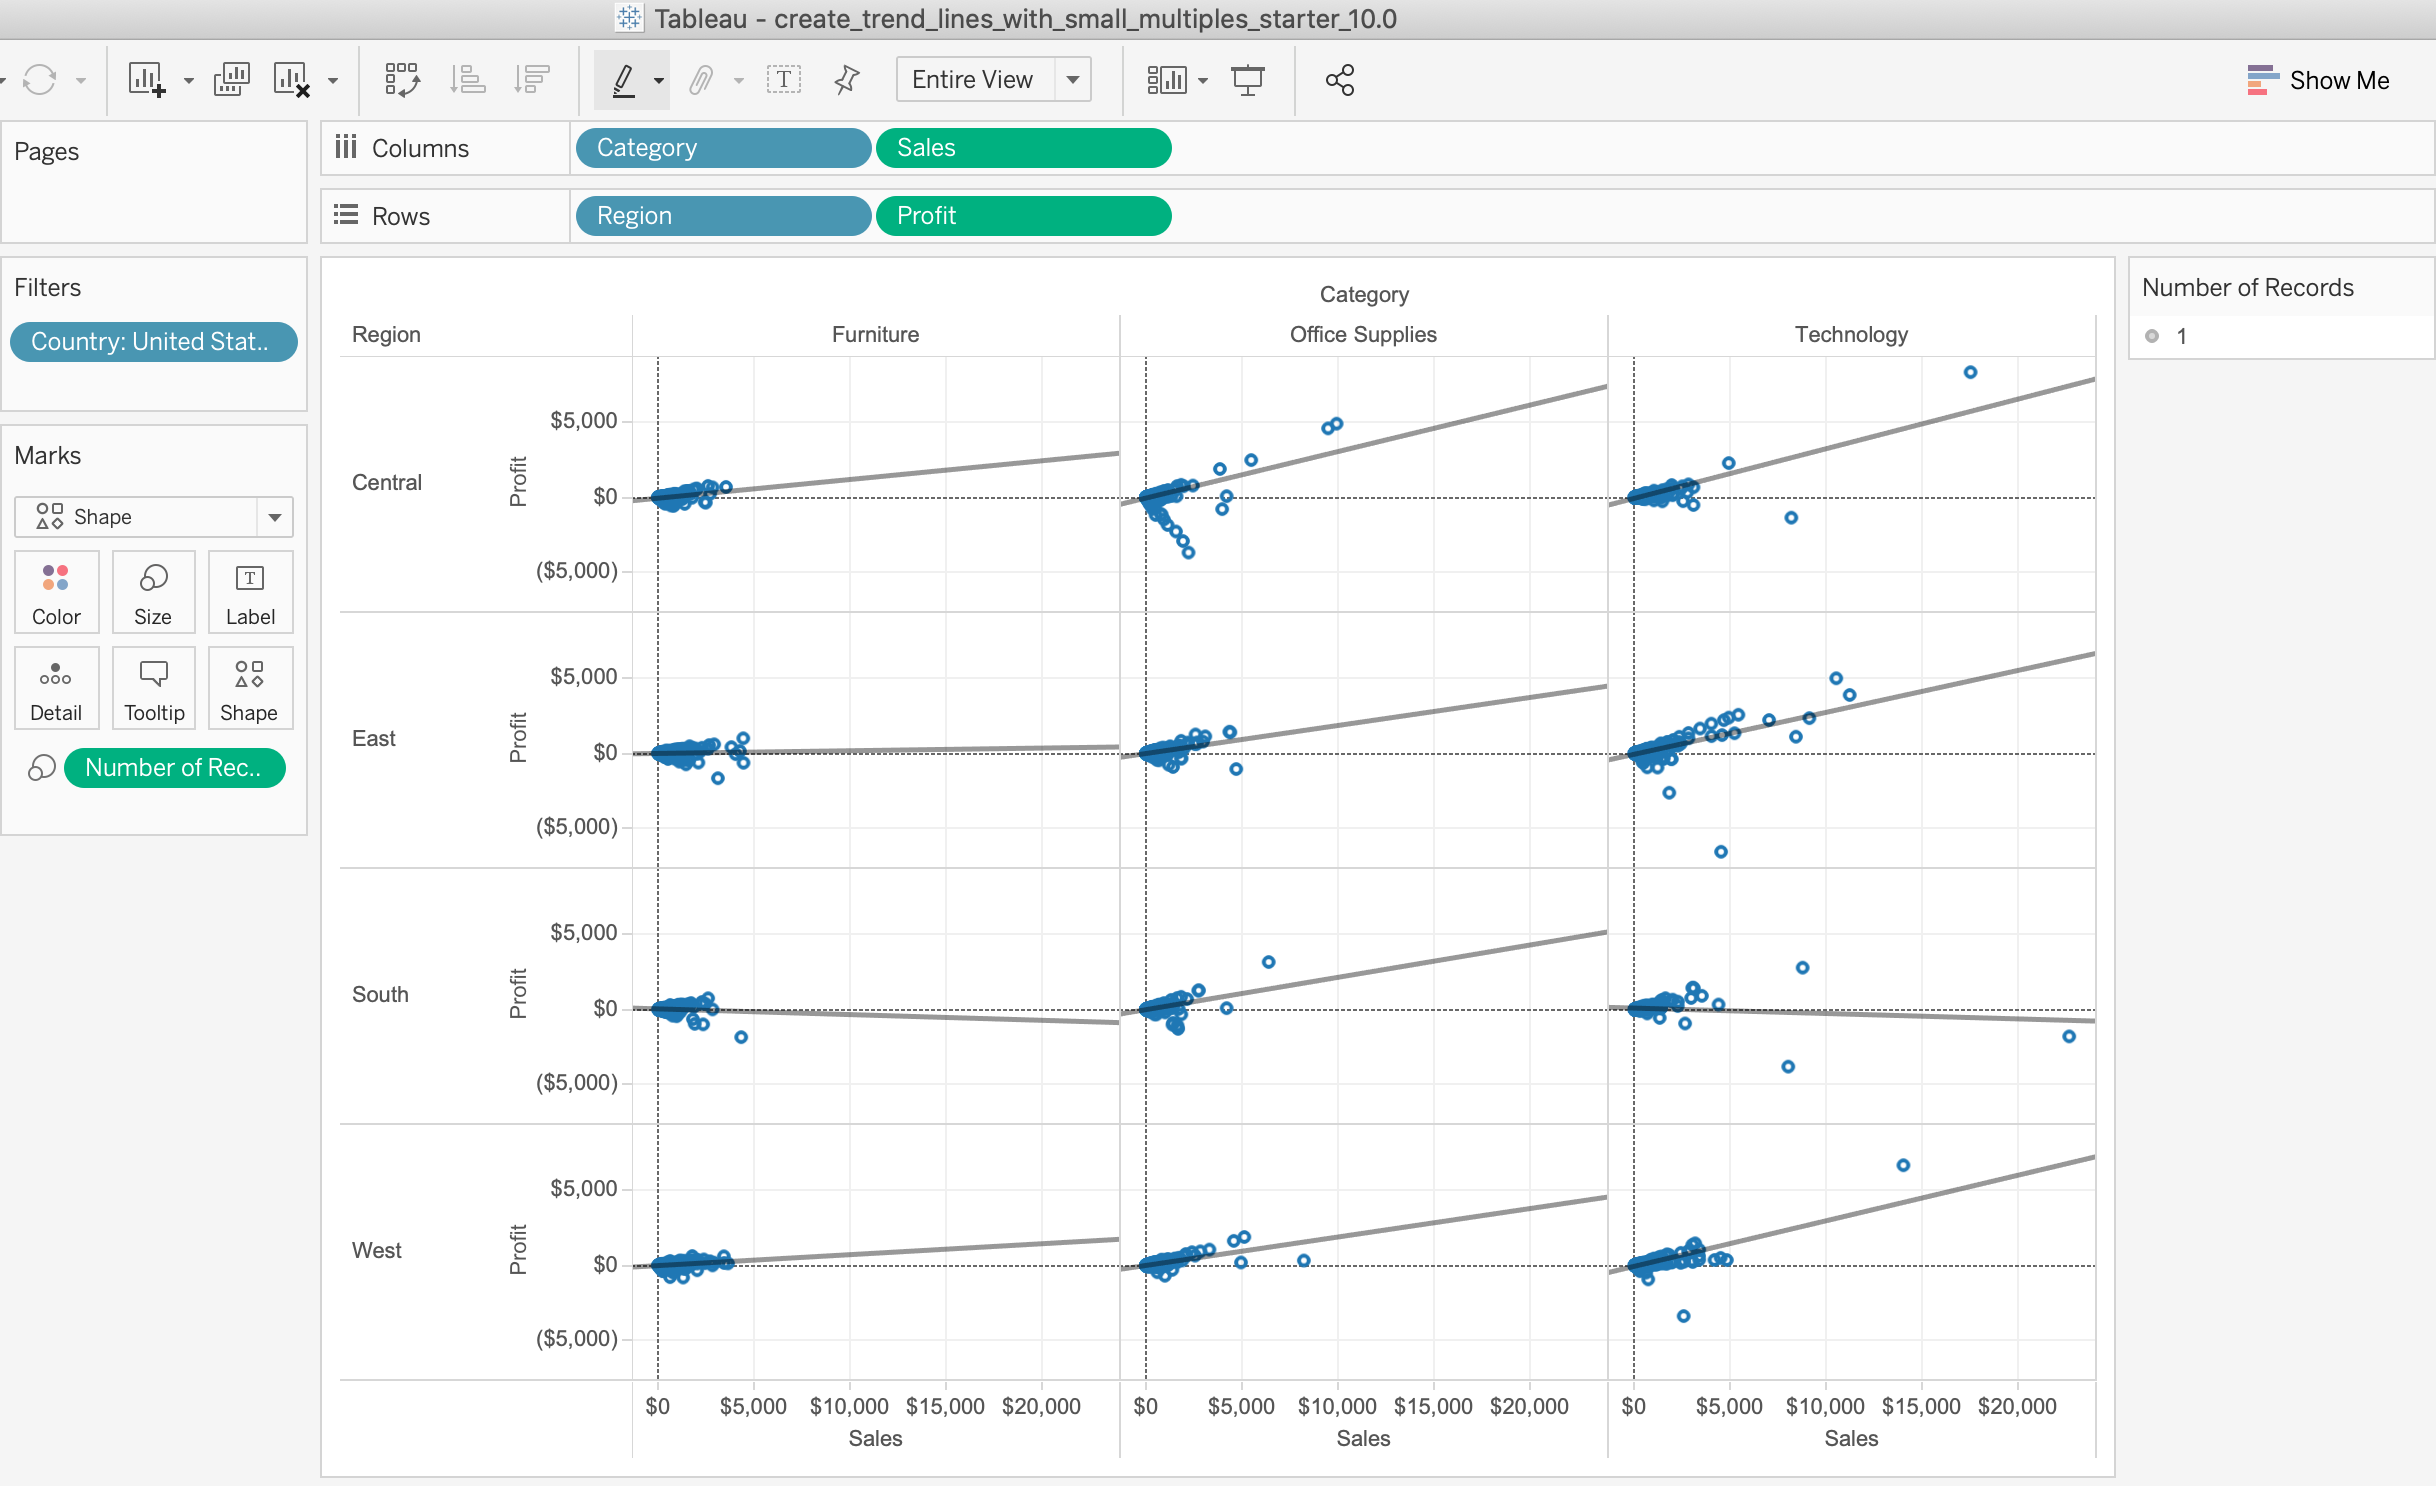 Tableau - create_trend_lines_with_small_multiples_starter_10.0
T
Entire View
Show Me
Pages
Columns
Category
Sales
Rows
Region
Profit
Filters
Country: United Stat..
Marks
Shape
Color
Size
T
Label
Detail
Tooltip
Shape
Number of Rec..
Category
Region
Furniture
Office Supplies
Technology
Central
Profit
$5,000
$0
($5,000)
East
Profit
$5,000
$0
($5,000)
South
Profit
$5,000
$0
($5,000)
West
Profit
$5,000
$0
($5,000)
$0 $5,000 $10,000 $15,000 $20,000
$0 $5,000 $10,000 $15,000 $20,000
$0 $5,000 $10,000 $15,000 $20,000
Sales
Sales
Sales
Number of Records
1